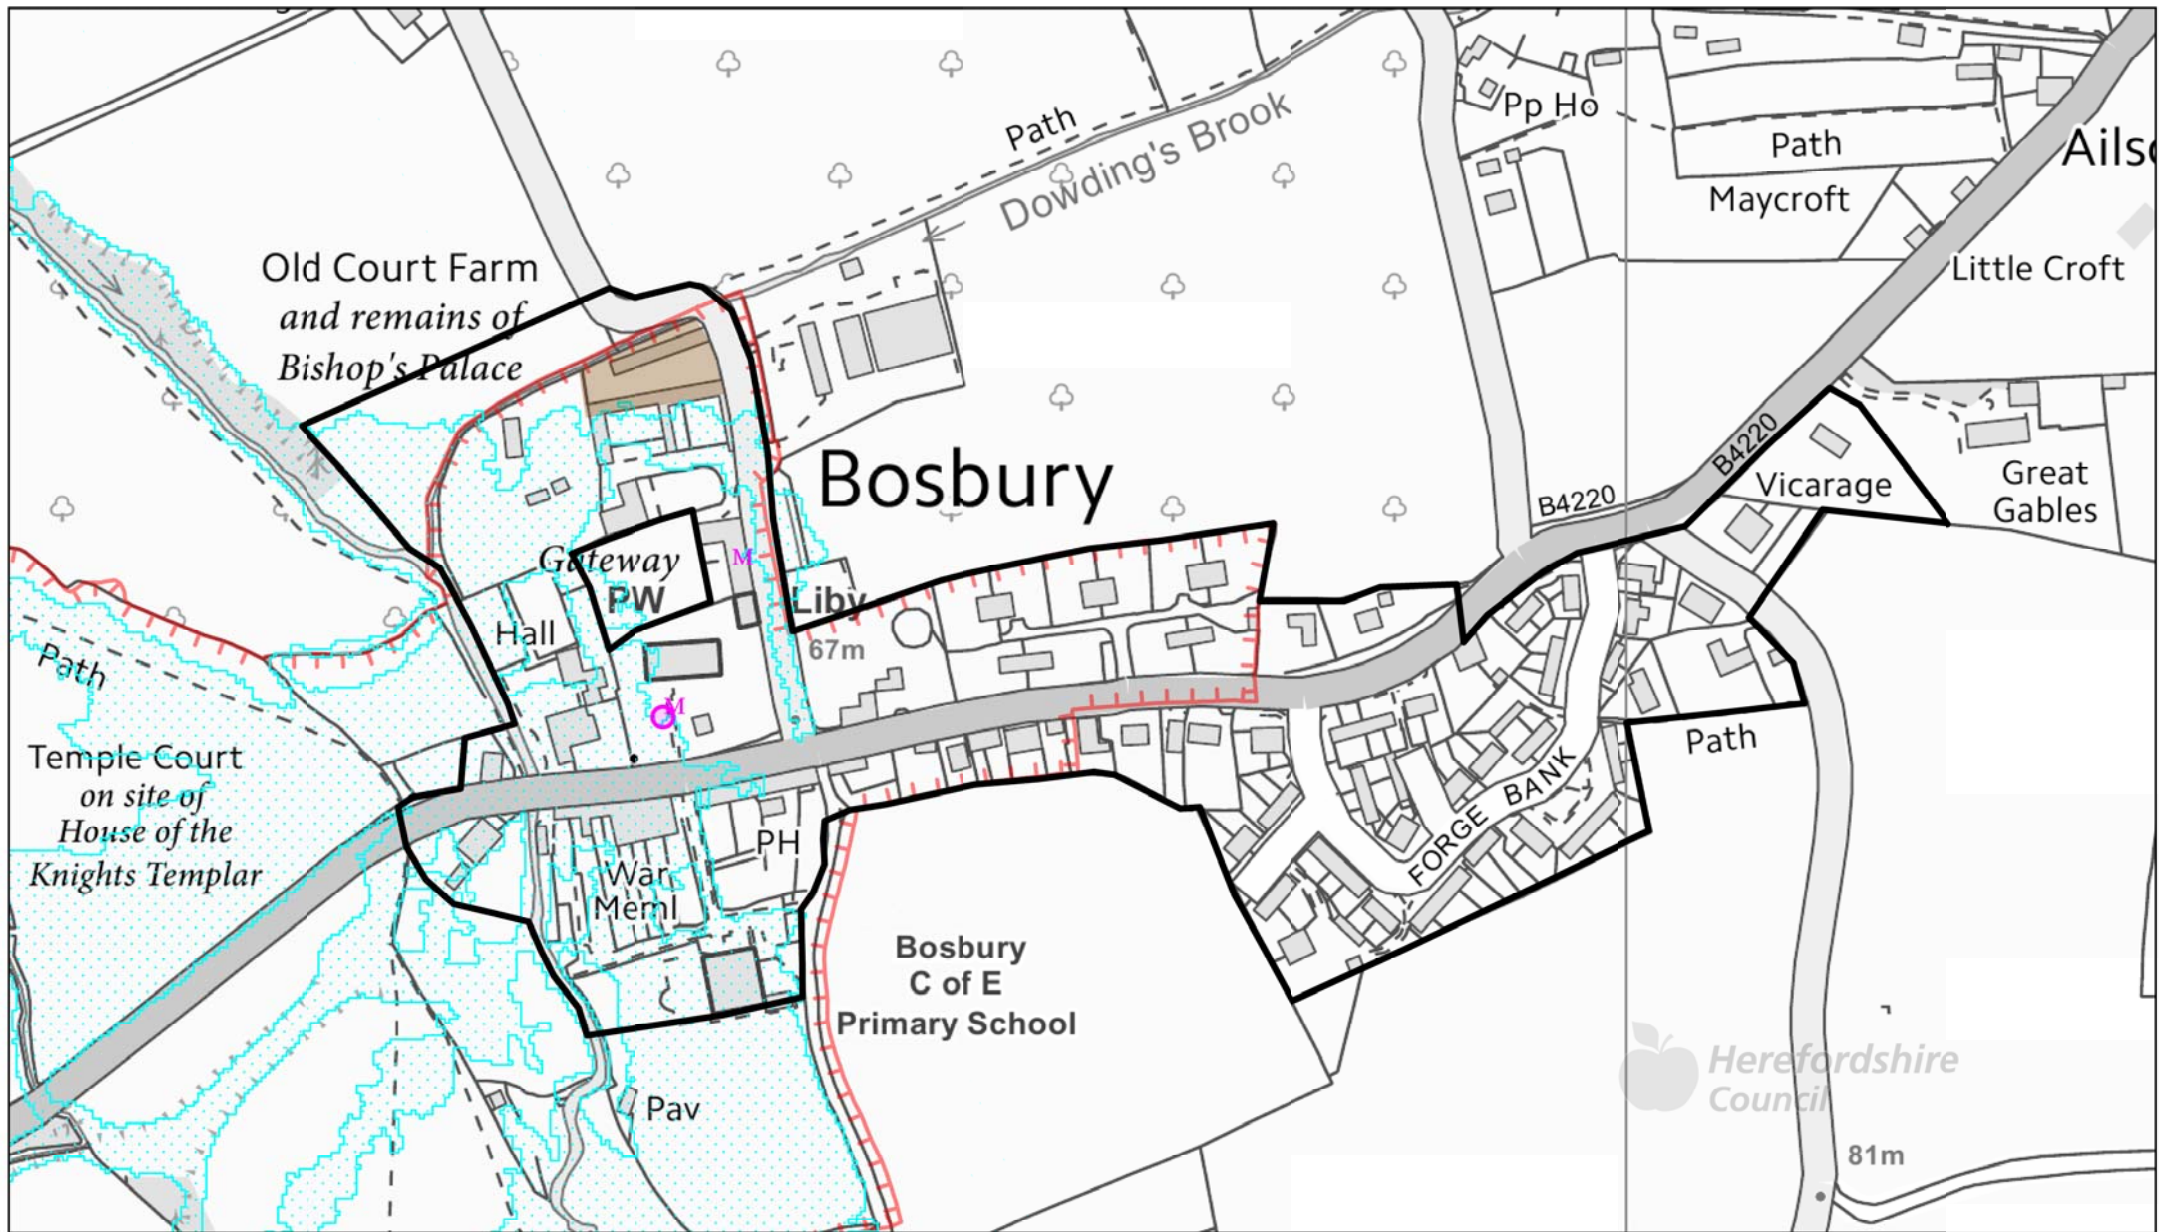 Pp Ho
Path
Path
Ails
Dowding's Brook
Maycroft
Old Court Farm
and remains of
Bishop's Palace
Little Croft
B4220
Bosbury
B4220
Vicarage
Great
Gables
Gateway
M
PW
Liby
Hall
67m
Path
M
Path
Temple Court
on site of
House of the
Knights Templar
FORGE BANK
PH
War
Meml
Bosbury
C of E
Primary School
Herefordshire
Council
Pav
81m